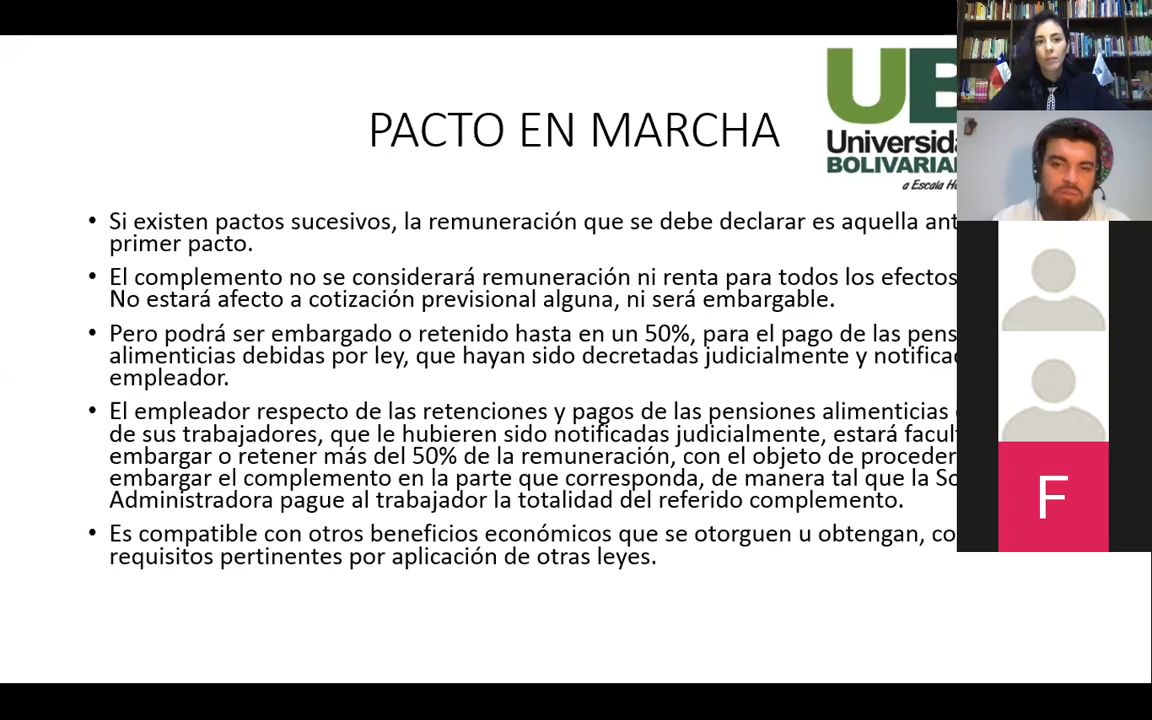 PACTO EN MARCHA
UB
Universida
BOLIVARIA
a Escala H
• Si existen pactos sucesivos, la remuneración que se debe declarar es aquella ant
primer pacto.
• El complemento no se considerará remuneración ni renta para todos los efectos
No estará afecto a cotización previsional alguna, ni será embargable.
• Pero podrá ser embargado o retenido hasta en un 50%, para el pago de las pens
alimenticias debidas por ley, que hayan sido decretadas judicialmente y notificad
empleador.
• El empleador respecto de las retenciones y pagos de las pensiones alimenticias
de sus trabajadores, que le hubieren sido notificadas judicialmente, estará facul
embargar o retener más del 50% de la remuneración, con el objeto de proceder
embargar el complemento en la parte que corresponda, de manera tal que la So
Administradora pague al trabajador la totalidad del referido complemento.
• Es compatible con otros beneficios económicos que se otorguen u obtengan, co
requisitos pertinentes por aplicación de otras leyes.
F